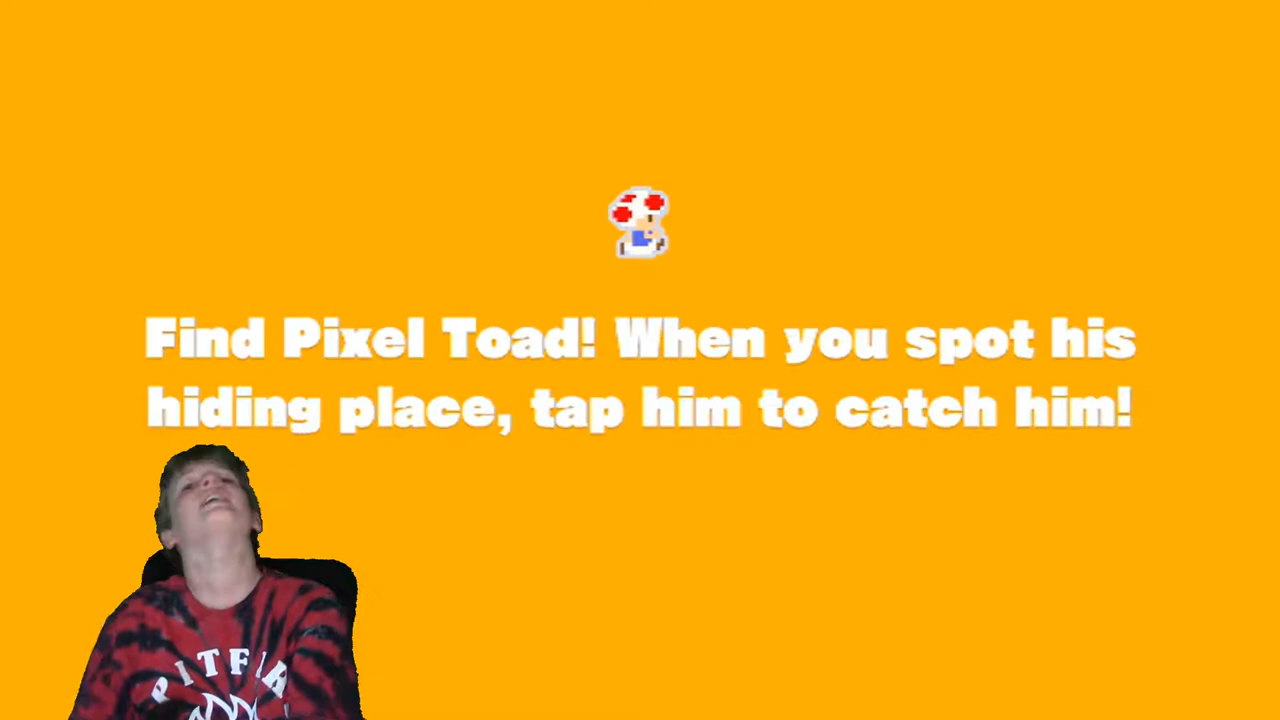 Find Pixel Toad! When you spot his
hiding place, tap him to catch him!